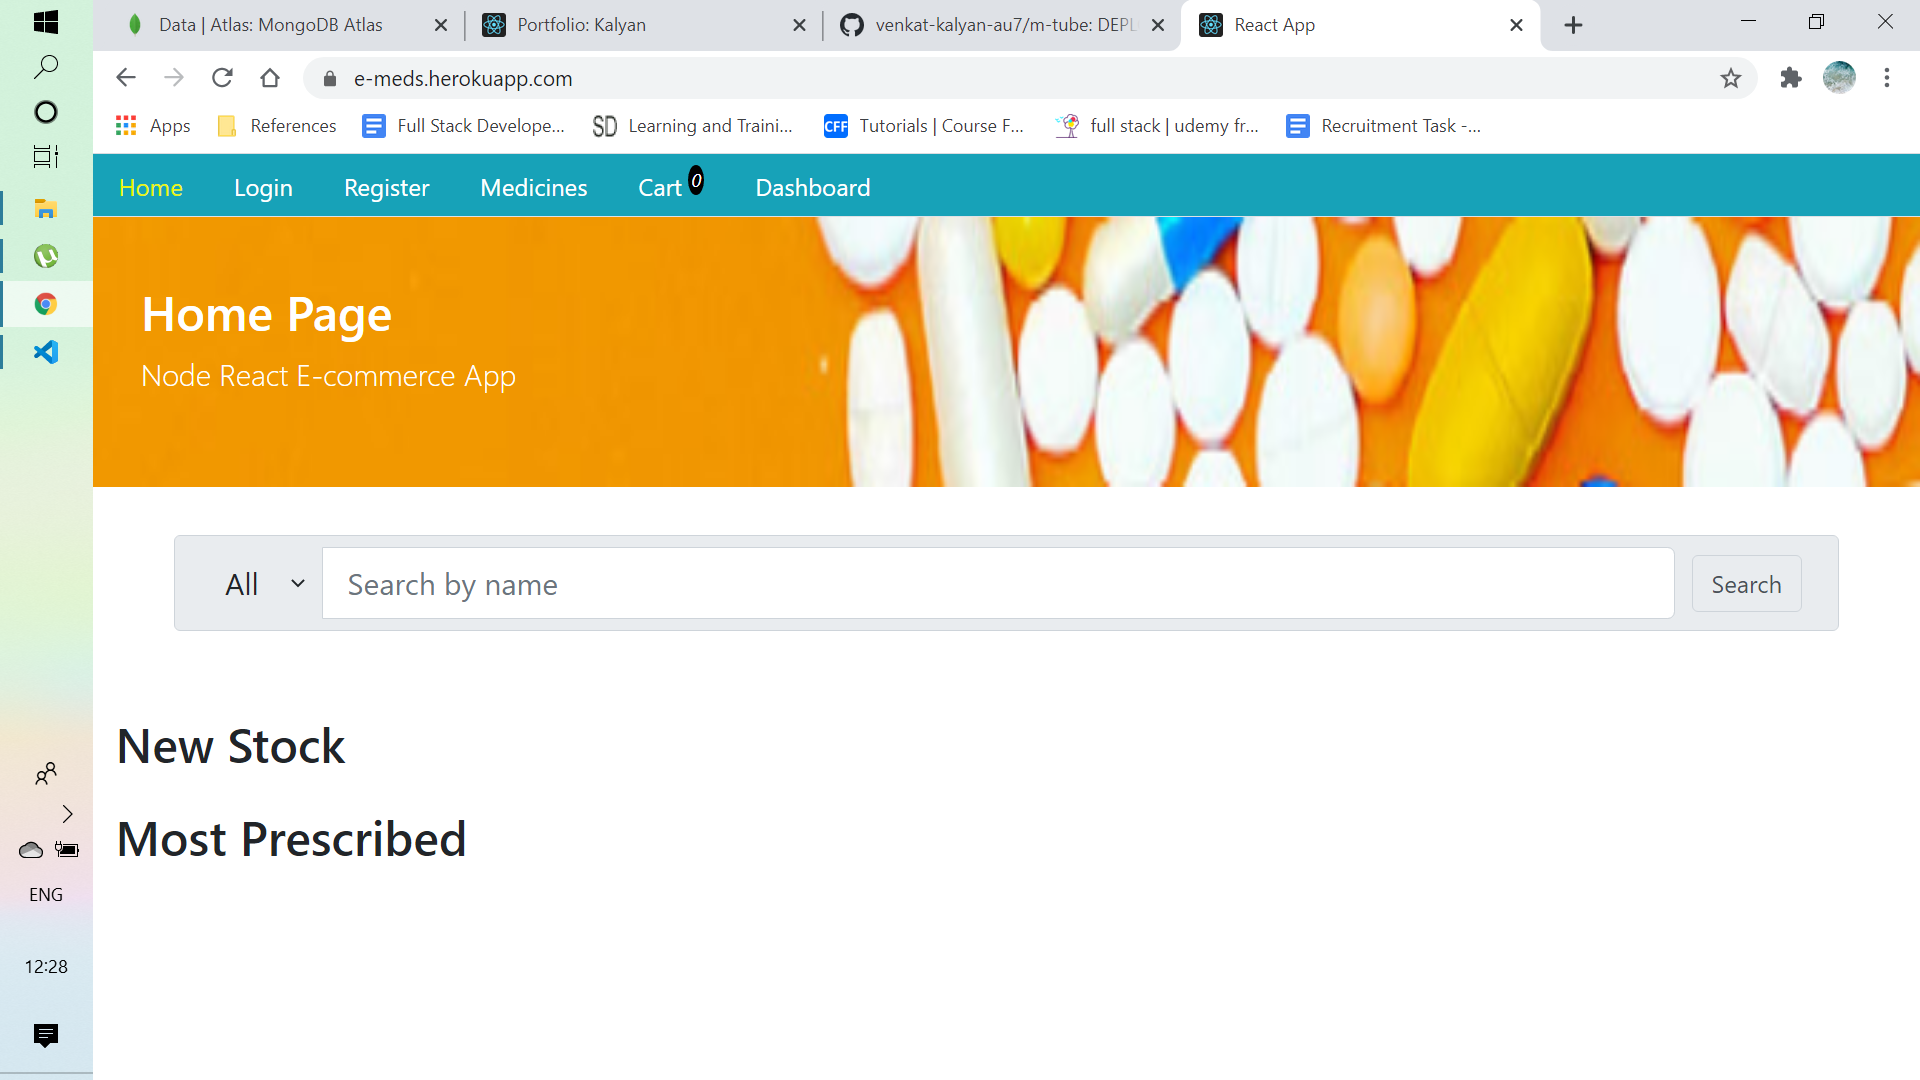 Data | Atlas: MongoDB Atlas
Portfolio: Kalyan
venkat-kalyan-au7/m-tube: DEPL
React App
e-meds.herokuapp.com
Apps
References
Full Stack Develope...
SD Learning and Traini...
CFF Tutorials | Course F...
full stack | udemy fr...
Recruitment Task -...
Home
Login
Register
Medicines
Cart 0
Dashboard
Home Page
Node React E-commerce App
All
Search by name
Search
New Stock
Most Prescribed
ENG
12:28